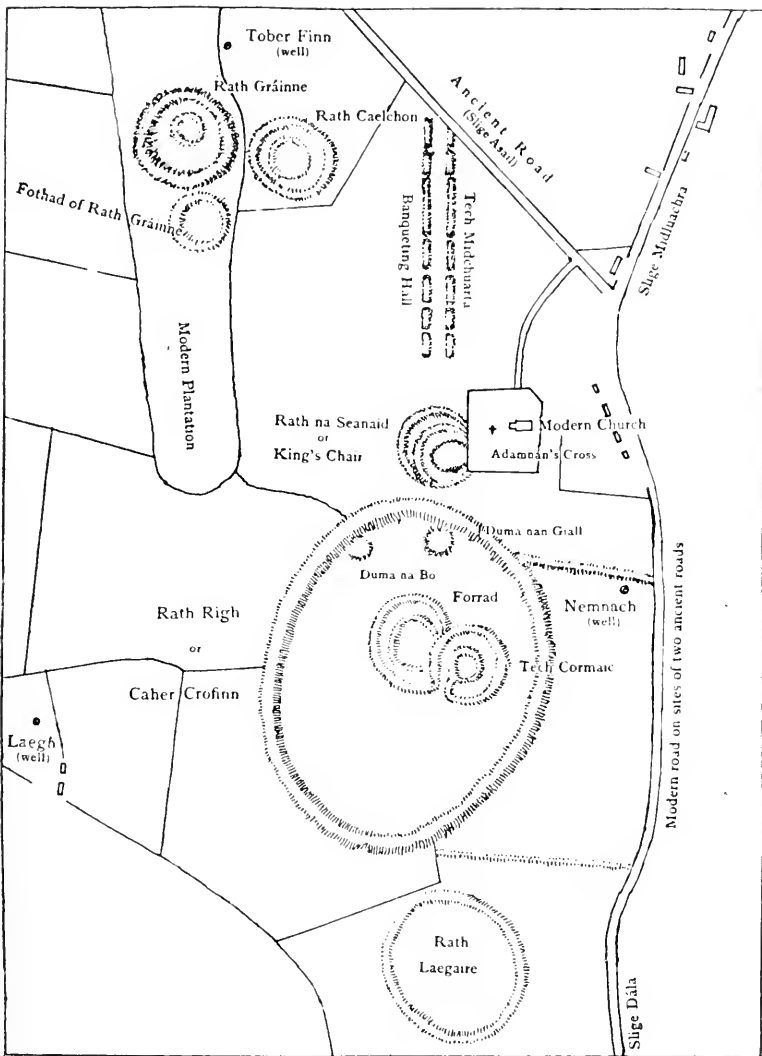 Tober Finn
(well)
Rath Gráinne
Rath Caelchon
Ancient Road
(Slige Asail)
Fothad of Rath Gráinne
Banqueting Hall
Tech Midchuarta
Slige Midluachra
Modern Plantation
Rath na Seanaid
or
King's Chair
Modern Church
Adamnán's Cross
Duma nan Giall
Duma na Bo
Forrad
Nemnach
(well)
Rath Righ
or
Caher Crofinn
Tech Cormaic
Laegh
(well)
Modern road on sites of two ancient roads
Rath
Laegaire
Slige Dála